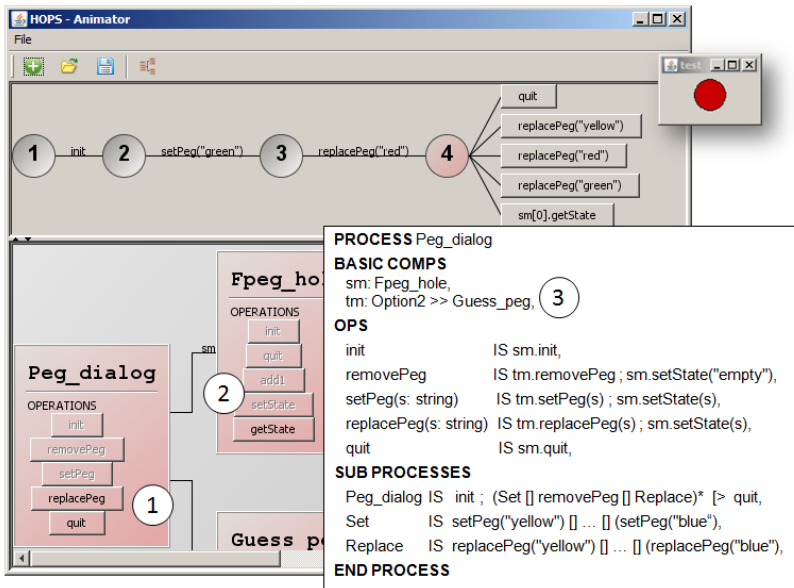 HOPS - Animator
File
test
1 init 2 setPeg("green") 3 replacePeg("red") 4
quit
replacePeg("yellow")
replacePeg("red")
replacePeg("green")
sm[0].getState
Peg_dialog
OPERATIONS
init
removePeg
setPeg
replacePeg
quit
1
sm
Fpeg_ho
OPERATIONS
init
quit
add1
setState
getState
2
Guess p
PROCESS Peg_dialog
BASIC COMPS
sm: Fpeg_hole,
tm: Option2 >> Guess_peg, 3
OPS
init IS sm.init,
removePeg IS tm.removePeg ; sm.setState("empty"),
setPeg(s: string) IS tm.setPeg(s) ; sm.setState(s),
replacePeg(s: string) IS tm.replacePeg(s) ; sm.setState(s),
quit IS sm.quit,
SUB PROCESSES
Peg_dialog IS init ; (Set [] removePeg [] Replace)* [> quit,
Set IS setPeg("yellow") [] … [] (setPeg("blue“),
Replace IS replacePeg("yellow") [] … [] (replacePeg("blue"),
END PROCESS